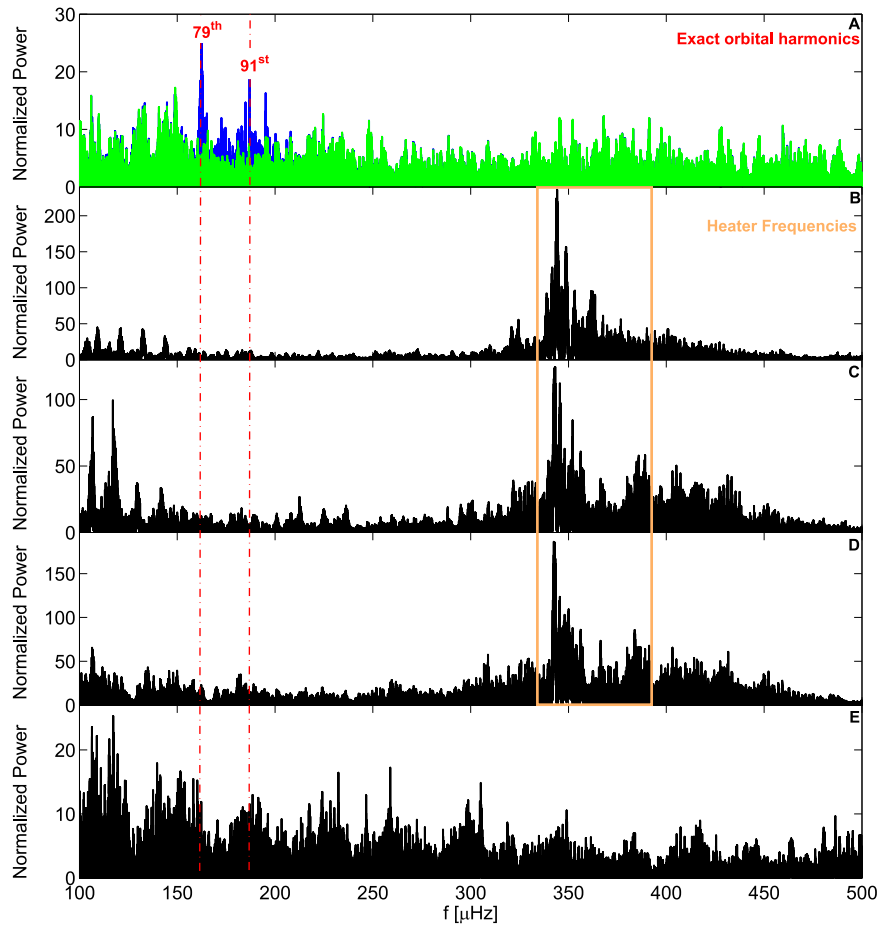 30
20
10
0
Normalized Power
A
Exact orbital harmonics
79th
91st
200
150
100
50
0
Normalized Power
B
Heater Frequencies
100
50
0
Normalized Power
C
150
100
50
0
Normalized Power
D
20
10
0
Normalized Power
E
100 150 200 250 300 350 400 450 500
f [μHz]